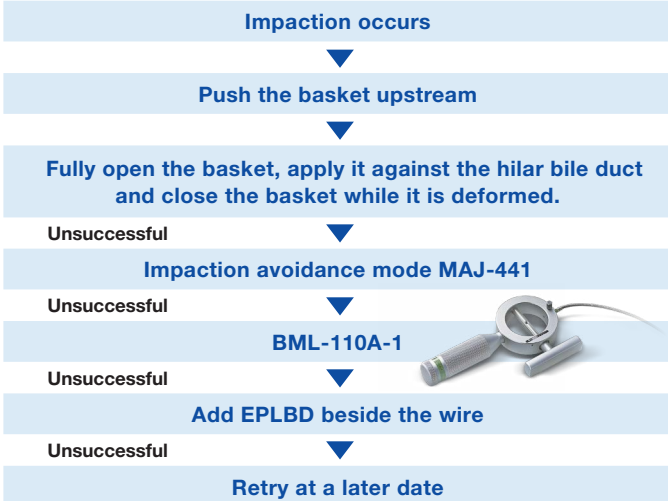 Impaction occurs
Push the basket upstream
Fully open the basket, apply it against the hilar bile duct
and close the basket while it is deformed.
Unsuccessful
Impaction avoidance mode MAJ-441
Unsuccessful
BML-110A-1
Unsuccessful
Add EPLBD beside the wire
Unsuccessful
Retry at a later date